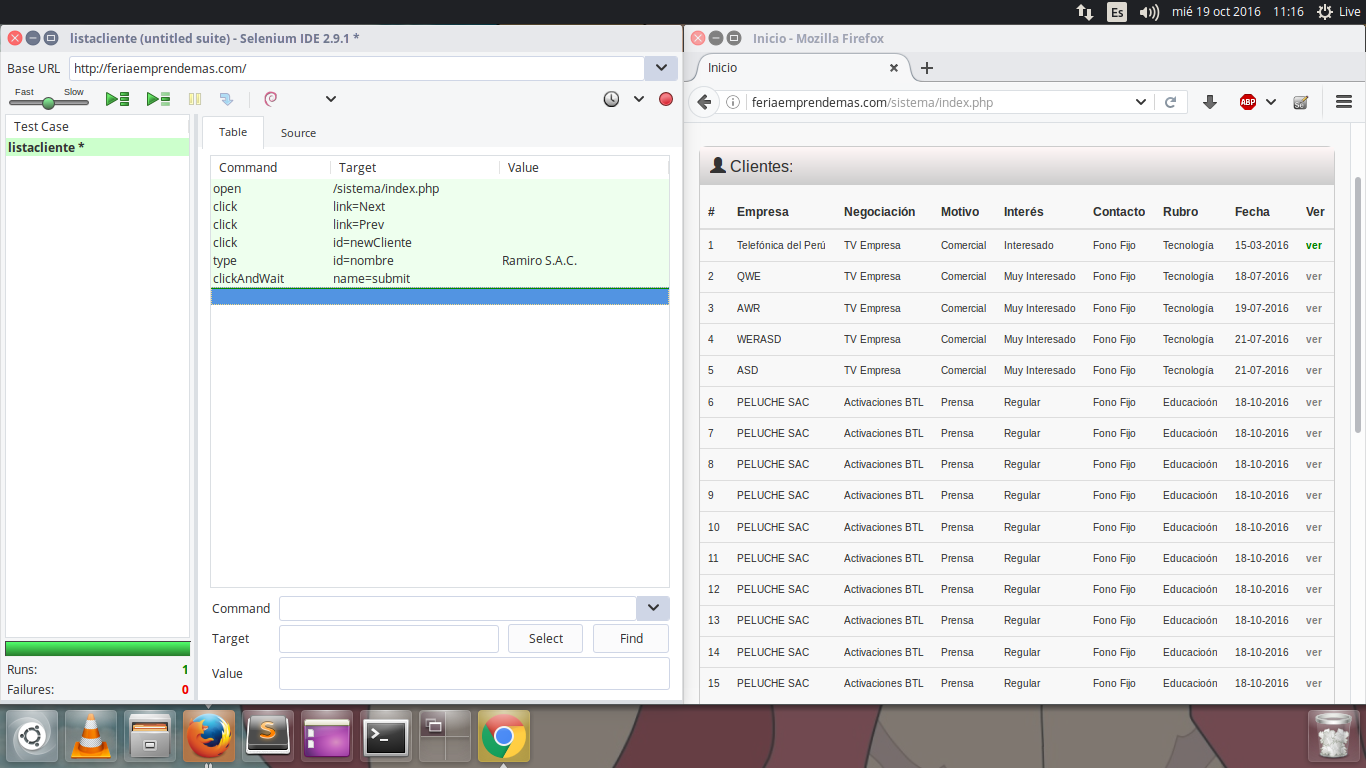 Es mié 19 oct 2016 11:16 Live
listacliente (untitled suite) - Selenium IDE 2.9.1 *
Base URL http://feriaemprendemas.com/
Fast Slow
Test Case
listacliente *
Runs: 1
Failures: 0
Table Source
Command Target Value
open /sistema/index.php
click link=Next
click link=Prev
click id=newCliente
type id=nombre Ramiro S.A.C.
clickAndWait name=submit
Command
Target Select Find
Value
Inicio - Mozilla Firefox
Inicio
feriaemprendemas.com/sistema/index.php ABP
Clientes:
# Empresa Negociación Motivo Interés Contacto Rubro Fecha Ver
1 Telefónica del Perú TV Empresa Comercial Interesado Fono Fijo Tecnología 15-03-2016 ver
2 QWE TV Empresa Comercial Muy Interesado Fono Fijo Tecnología 18-07-2016 ver
3 AWR TV Empresa Comercial Muy Interesado Fono Fijo Tecnología 19-07-2016 ver
4 WERASD TV Empresa Comercial Muy Interesado Fono Fijo Tecnología 21-07-2016 ver
5 ASD TV Empresa Comercial Muy Interesado Fono Fijo Tecnología 21-07-2016 ver
6 PELUCHE SAC Activaciones BTL Prensa Regular Fono Fijo Educacioón 18-10-2016 ver
7 PELUCHE SAC Activaciones BTL Prensa Regular Fono Fijo Educacioón 18-10-2016 ver
8 PELUCHE SAC Activaciones BTL Prensa Regular Fono Fijo Educacioón 18-10-2016 ver
9 PELUCHE SAC Activaciones BTL Prensa Regular Fono Fijo Educacioón 18-10-2016 ver
10 PELUCHE SAC Activaciones BTL Prensa Regular Fono Fijo Educacioón 18-10-2016 ver
11 PELUCHE SAC Activaciones BTL Prensa Regular Fono Fijo Educacioón 18-10-2016 ver
12 PELUCHE SAC Activaciones BTL Prensa Regular Fono Fijo Educacioón 18-10-2016 ver
13 PELUCHE SAC Activaciones BTL Prensa Regular Fono Fijo Educacioón 18-10-2016 ver
14 PELUCHE SAC Activaciones BTL Prensa Regular Fono Fijo Educacioón 18-10-2016 ver
15 PELUCHE SAC Activaciones BTL Prensa Regular Fono Fijo Educacioón 18-10-2016 ver